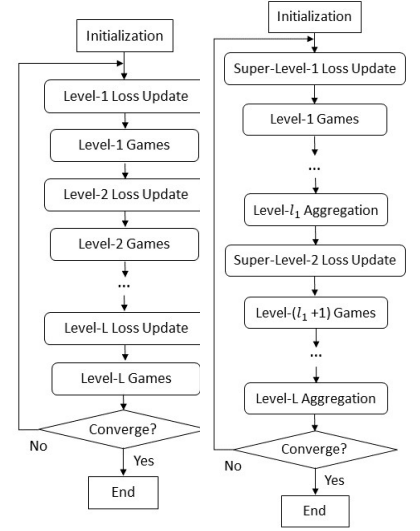 Initialization
Level-1 Loss Update
Level-1 Games
Level-2 Loss Update
Level-2 Games
...
Level-L Loss Update
Level-L Games
Converge?
No
Yes
End
Initialization
Super-Level-1 Loss Update
Level-1 Games
...
Level-l₁ Aggregation
Super-Level-2 Loss Update
Level-(l₁ +1) Games
...
Level-L Aggregation
Converge?
No
Yes
End